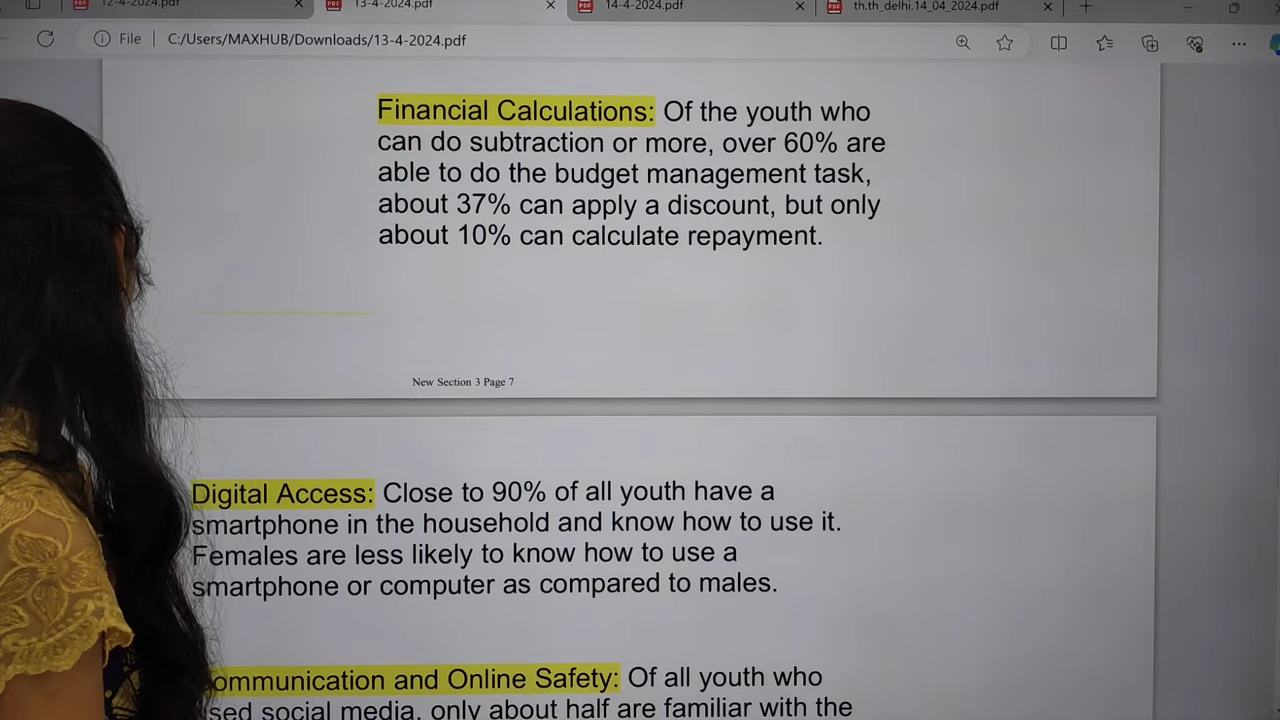 12-4-2024.pdf
13-4-2024.pdf
14-4-2024.pdf
th.th_delhi.14_04_2024.pdf
File
C:/Users/MAXHUB/Downloads/13-4-2024.pdf
Financial Calculations: Of the youth who
can do subtraction or more, over 60% are
able to do the budget management task,
about 37% can apply a discount, but only
about 10% can calculate repayment.
New Section 3 Page 7
Digital Access: Close to 90% of all youth have a
smartphone in the household and know how to use it.
Females are less likely to know how to use a
smartphone or computer as compared to males.
ommunication and Online Safety: Of all youth who
sed social media, only about half are familiar with the